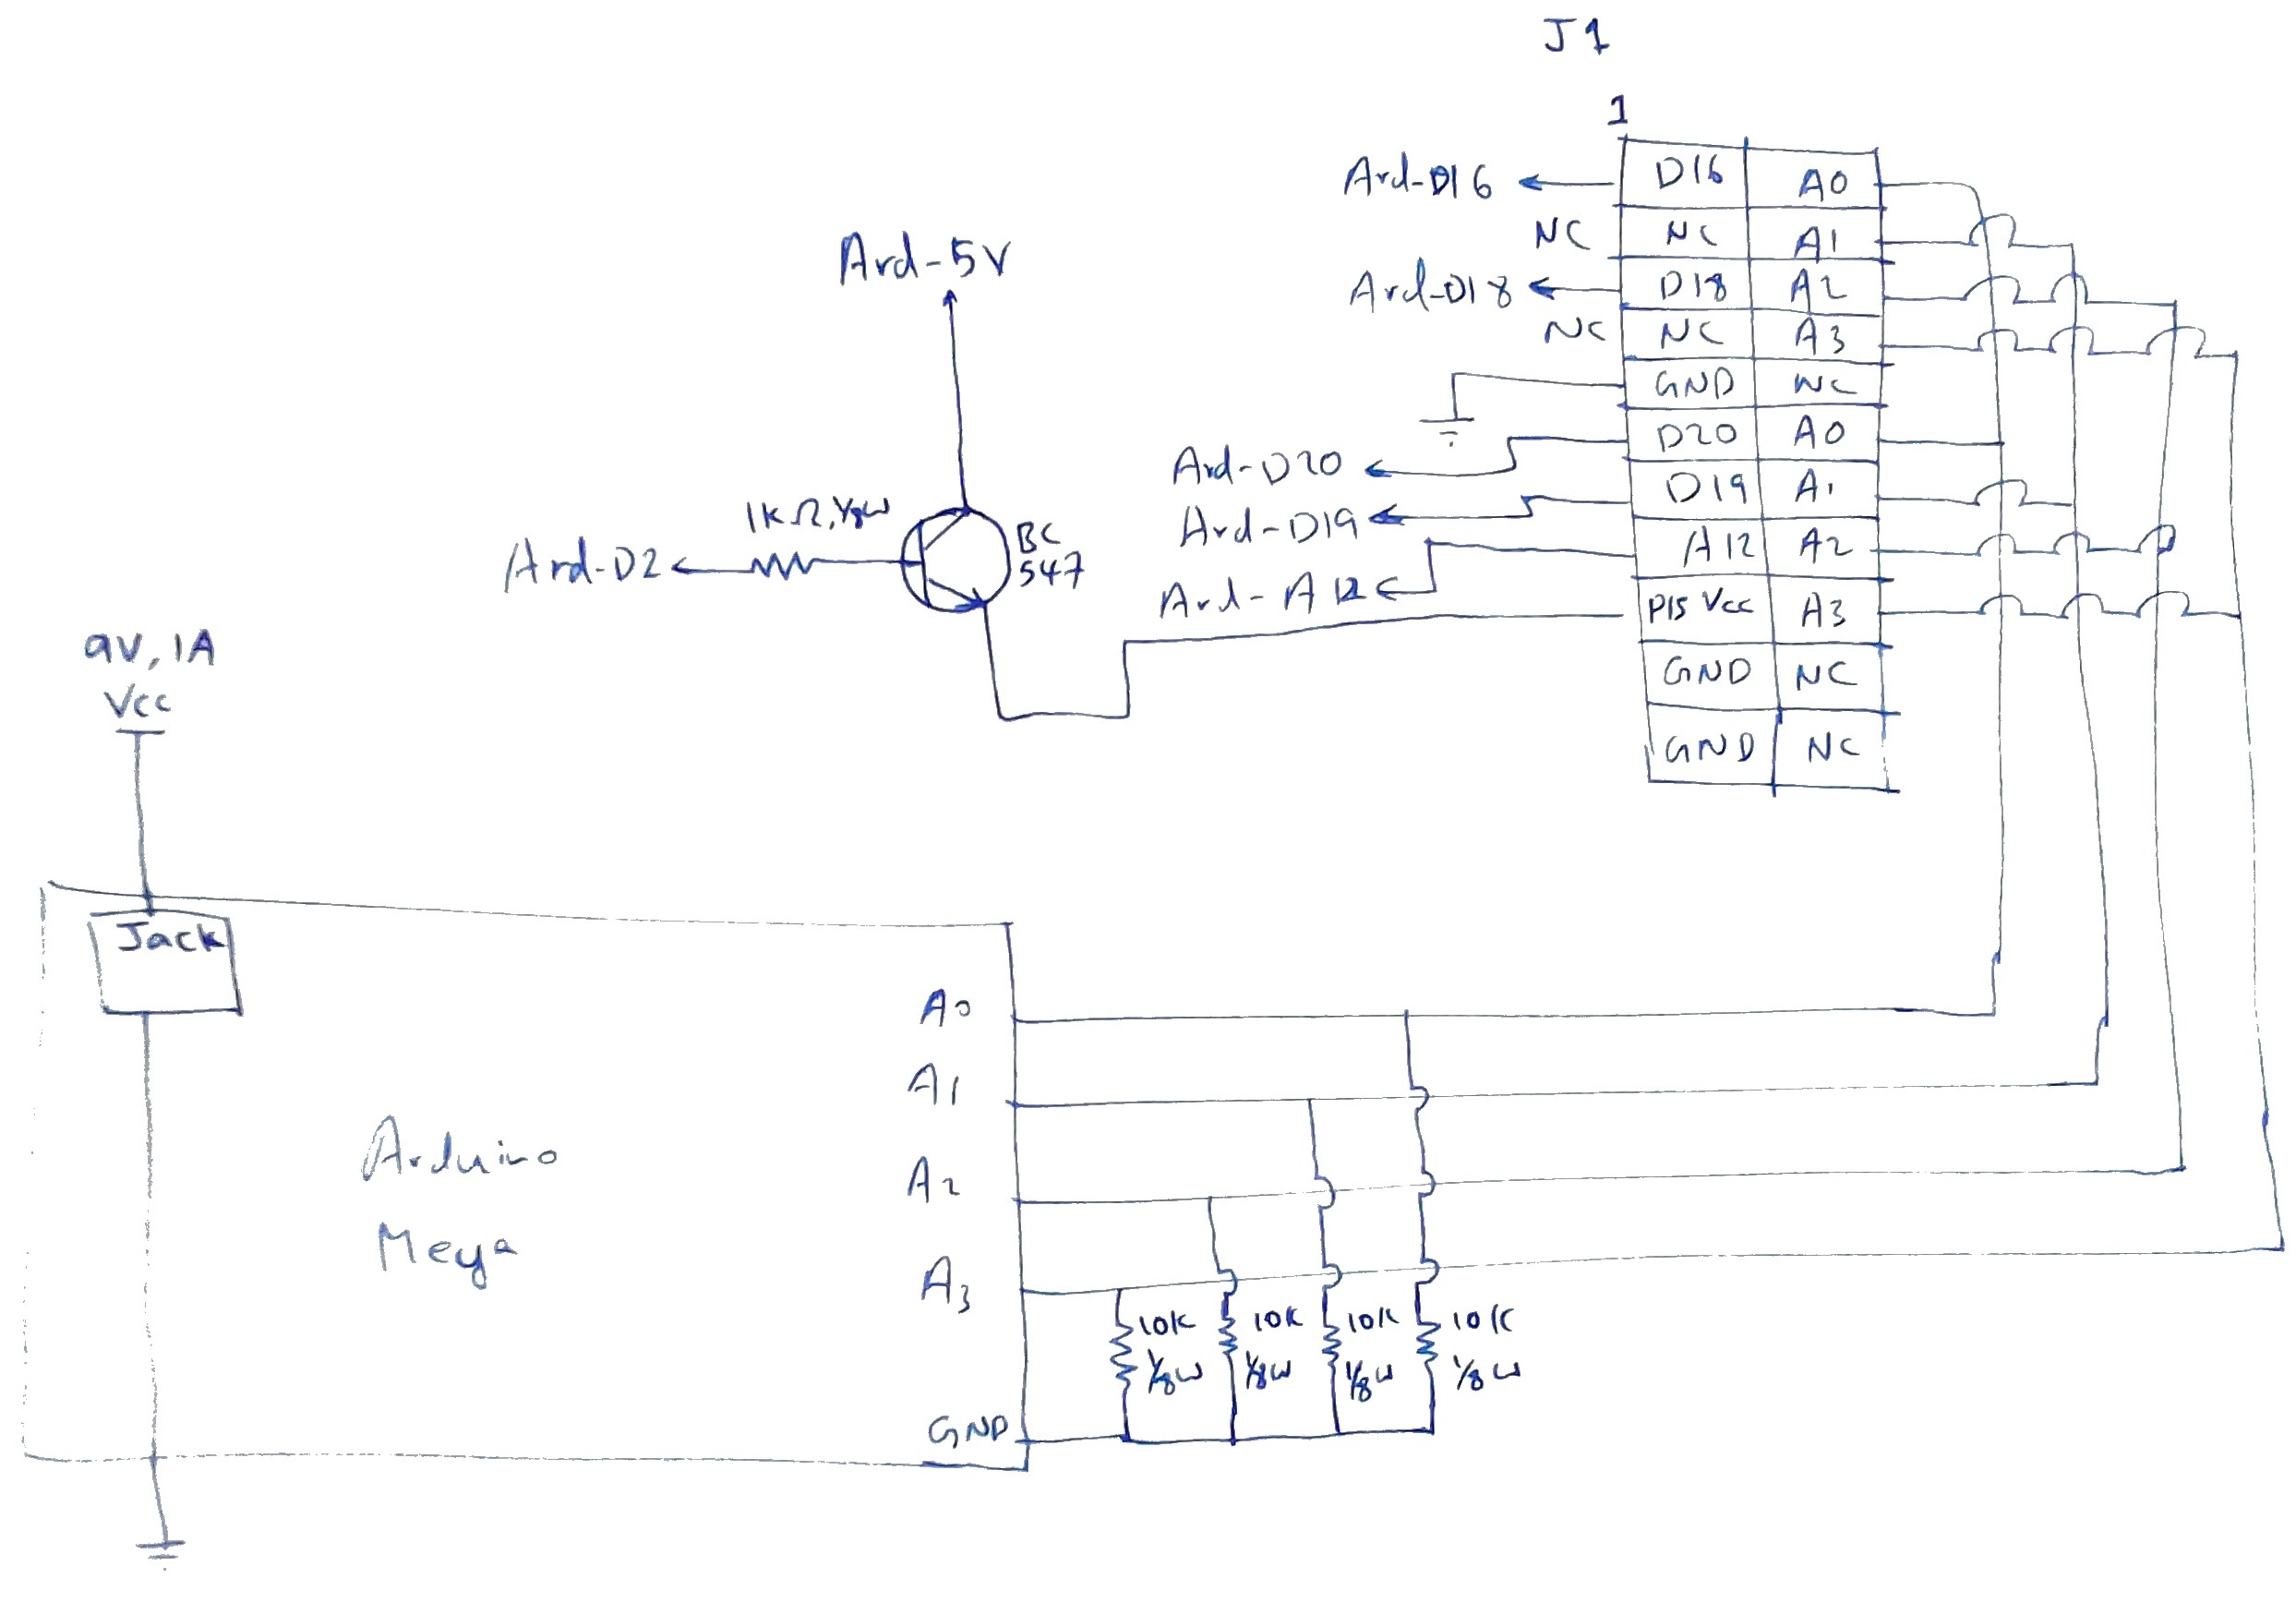 J1
1
Ard-D16 D16 A0
NC NC A1
Ard-D18 D18 A2
NC NC A3
GND NC
Ard-D20 D20 A0
Ard-D19 D19 A1
Ard-A12 A12 A2
P15 Vcc A3
GND NC
GND NC
Ard-5V
1KΩ, 1/8W
Ard-D2
BC
547
9V, 1A
Vcc
Jack
Arduino
Mega
A0
A1
A2
A3
GND
10K 10K 10K 10K
1/8W 1/8W 1/8W 1/8W